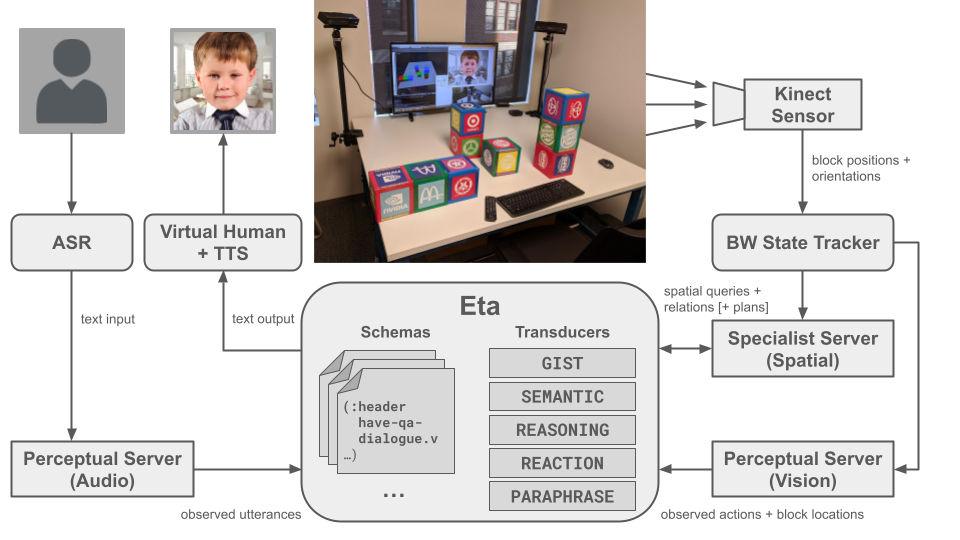 Kinect
Sensor
block positions +
orientations
ASR
Virtual Human
+ TTS
BW State Tracker
text input
text output
spatial queries +
relations [+ plans]
Eta
Schemas
Transducers
(:header
have-qa-
dialogue.v
…)
...
GIST
SEMANTIC
REASONING
REACTION
PARAPHRASE
Specialist Server
(Spatial)
Perceptual Server
(Audio)
Perceptual Server
(Vision)
observed utterances
observed actions + block locations